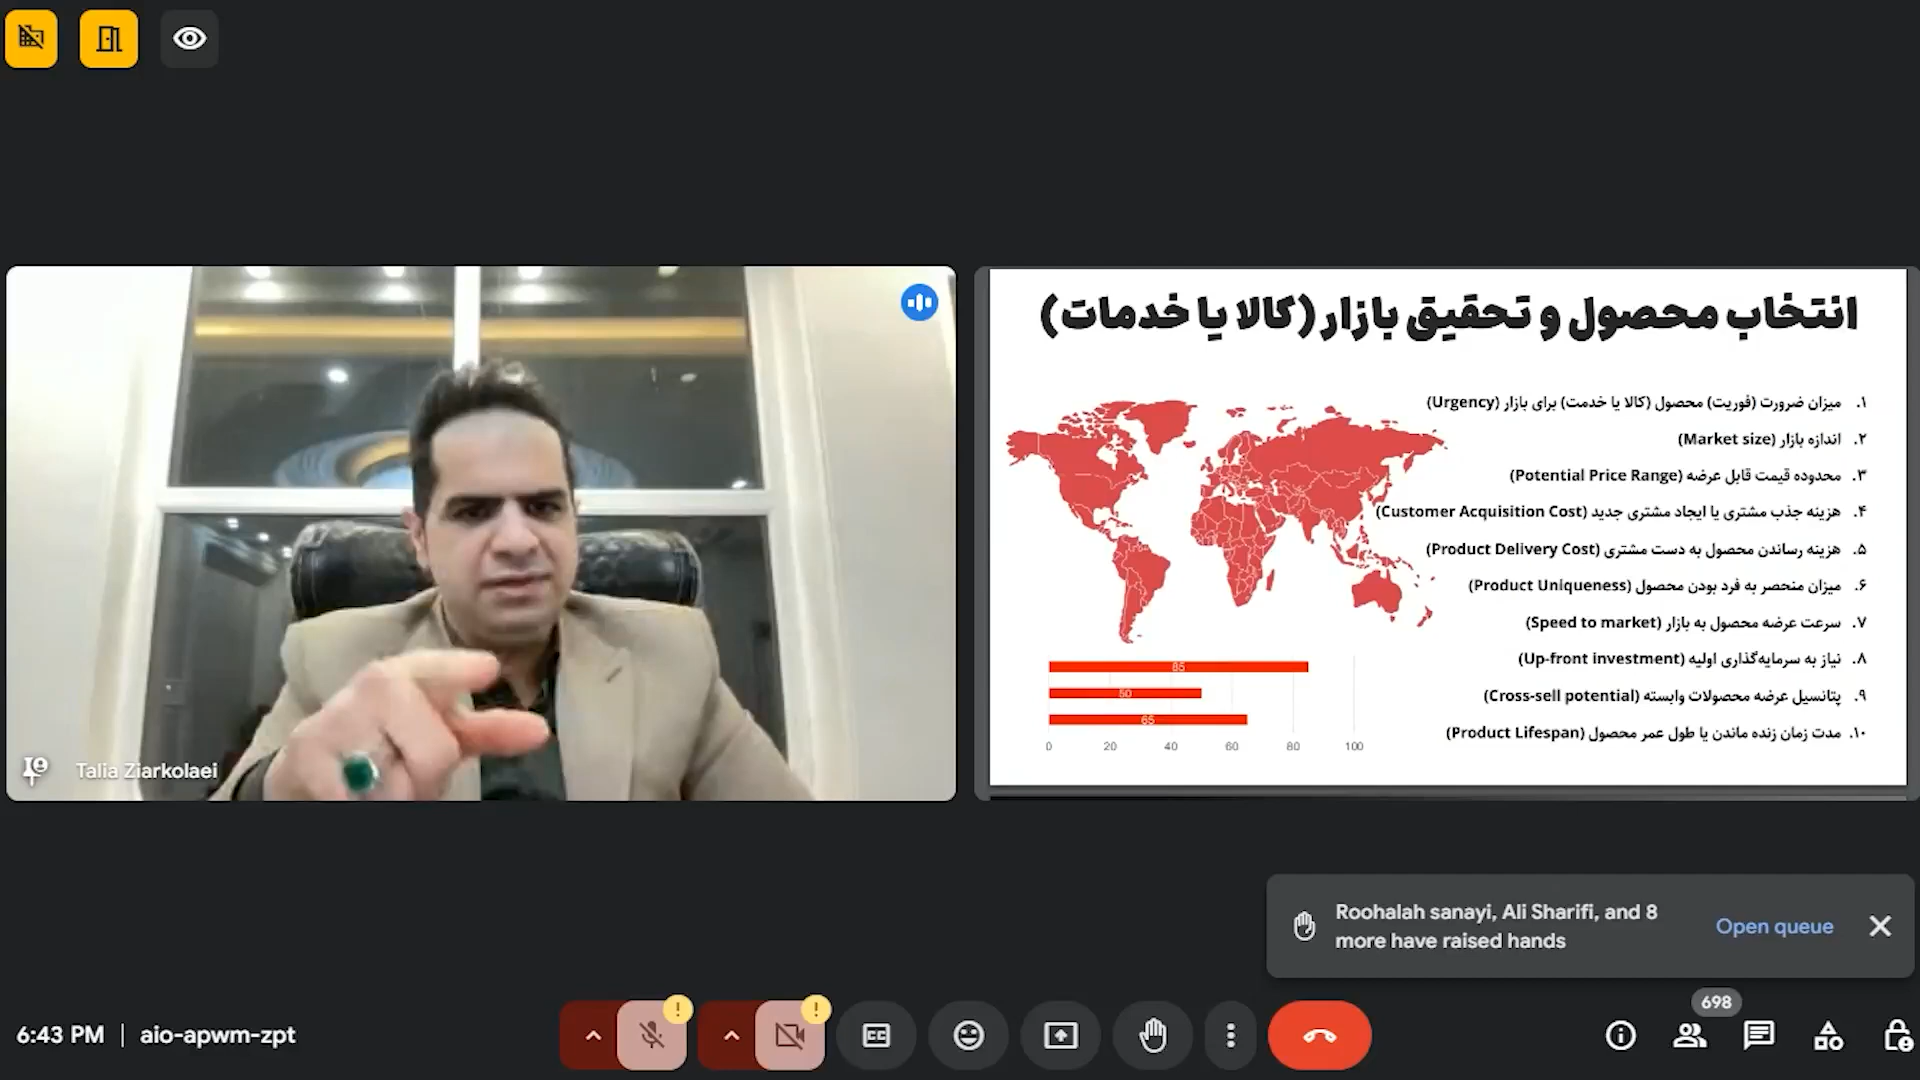 انتخاب محصول و تحقیق بازار (کالا یا خدمات)
۱. میزان ضرورت (فوریت) محصول (کالا یا خدمت) برای بازار (Urgency)
۲. اندازه بازار (Market size)
۳. محدوده قیمت قابل عرضه (Potential Price Range)
۴. هزینه جذب مشتری یا ایجاد مشتری جدید (Customer Acquisition Cost)
۵. هزینه رساندن محصول به دست مشتری (Product Delivery Cost)
۶. میزان منحصر به فرد بودن محصول (Product Uniqueness)
۷. سرعت عرضه محصول به بازار (Speed to market)
۸. نیاز به سرمایه‌گذاری اولیه (Up-front investment)
۹. پتانسیل عرضه محصولات وابسته (Cross-sell potential)
۱۰. مدت زمان زنده ماندن یا طول عمر محصول (Product Lifespan)
85
50
65
0 20 40 60 80 100
Talia Ziarkolaei
Roohalah sanayi, Ali Sharifi, and 8
more have raised hands
Open queue
698
6:43 PM | aio-apwm-zpt